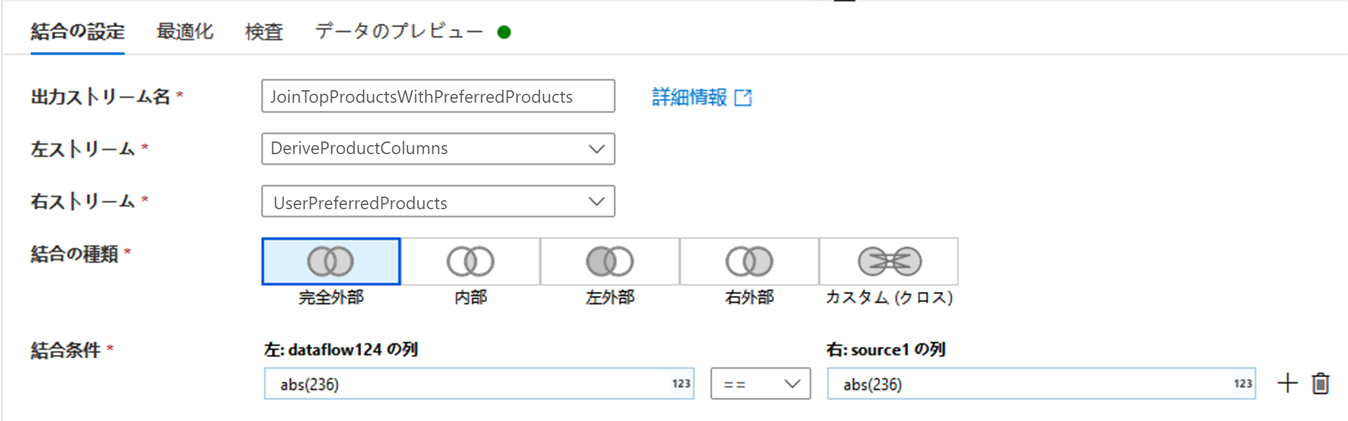 結合の設定 最適化 検査 データのプレビュー
出力ストリーム名 * JoinTopProductsWithPreferredProducts 詳細情報
左ストリーム * DeriveProductColumns
右ストリーム * UserPreferredProducts
結合の種類 *
完全外部 内部 左外部 右外部 カスタム (クロス)
結合条件 * 左: dataflow124 の列 右: source1 の列
abs(236) 123 == abs(236) 123